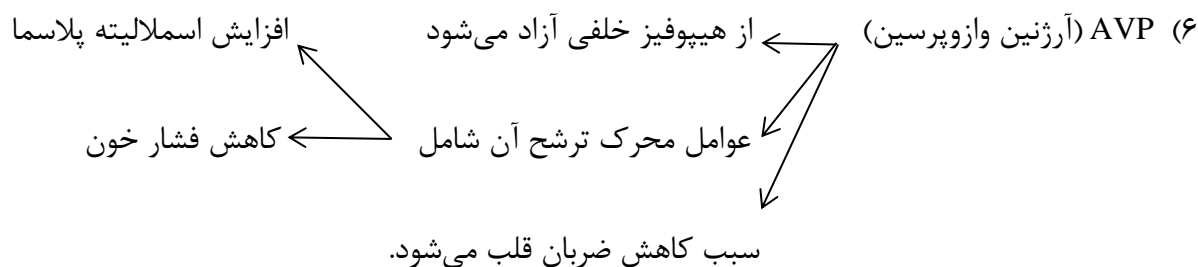 ۶) AVP (آرژنین وازوپرسین) از هیپوفیز خلفی آزاد می‌شود افزایش اسملالیته پلاسما
عوامل محرک ترشح آن شامل کاهش فشار خون
سبب کاهش ضربان قلب می‌شود.